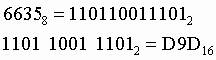 6635₈ = 110110011101₂
1101 1001 1101₂ = D9D₁₆